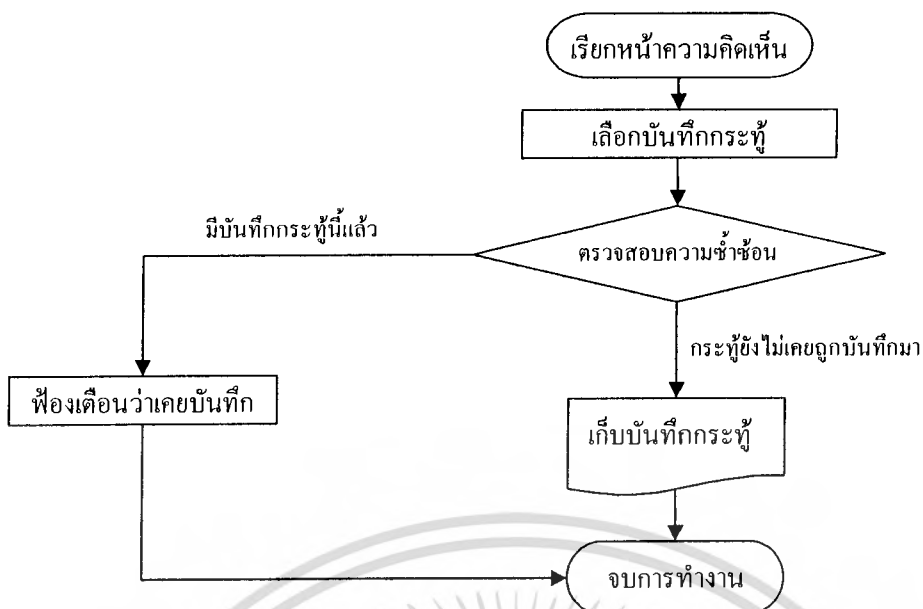 เรียกหน้าความคิดเห็น
เลือกบันทึกกระทู้
มีบันทึกกระทู้นี้แล้ว
ตรวจสอบความซ้ำซ้อน
กระทู้ยังไม่เคยถูกบันทึกมา
ฟ้องเตือนว่าเคยบันทึก
เก็บบันทึกกระทู้
จบการทำงาน